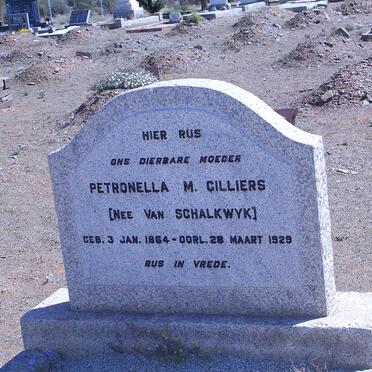 HIER RUS
ONS DIERBARE MOEDER
PETRONELLA M. CILLIERS
[NEE VAN SCHALKWYK]
GEB. 3 JAN. 1864 - OORL. 28 MAART 1929
RUS IN VREDE.